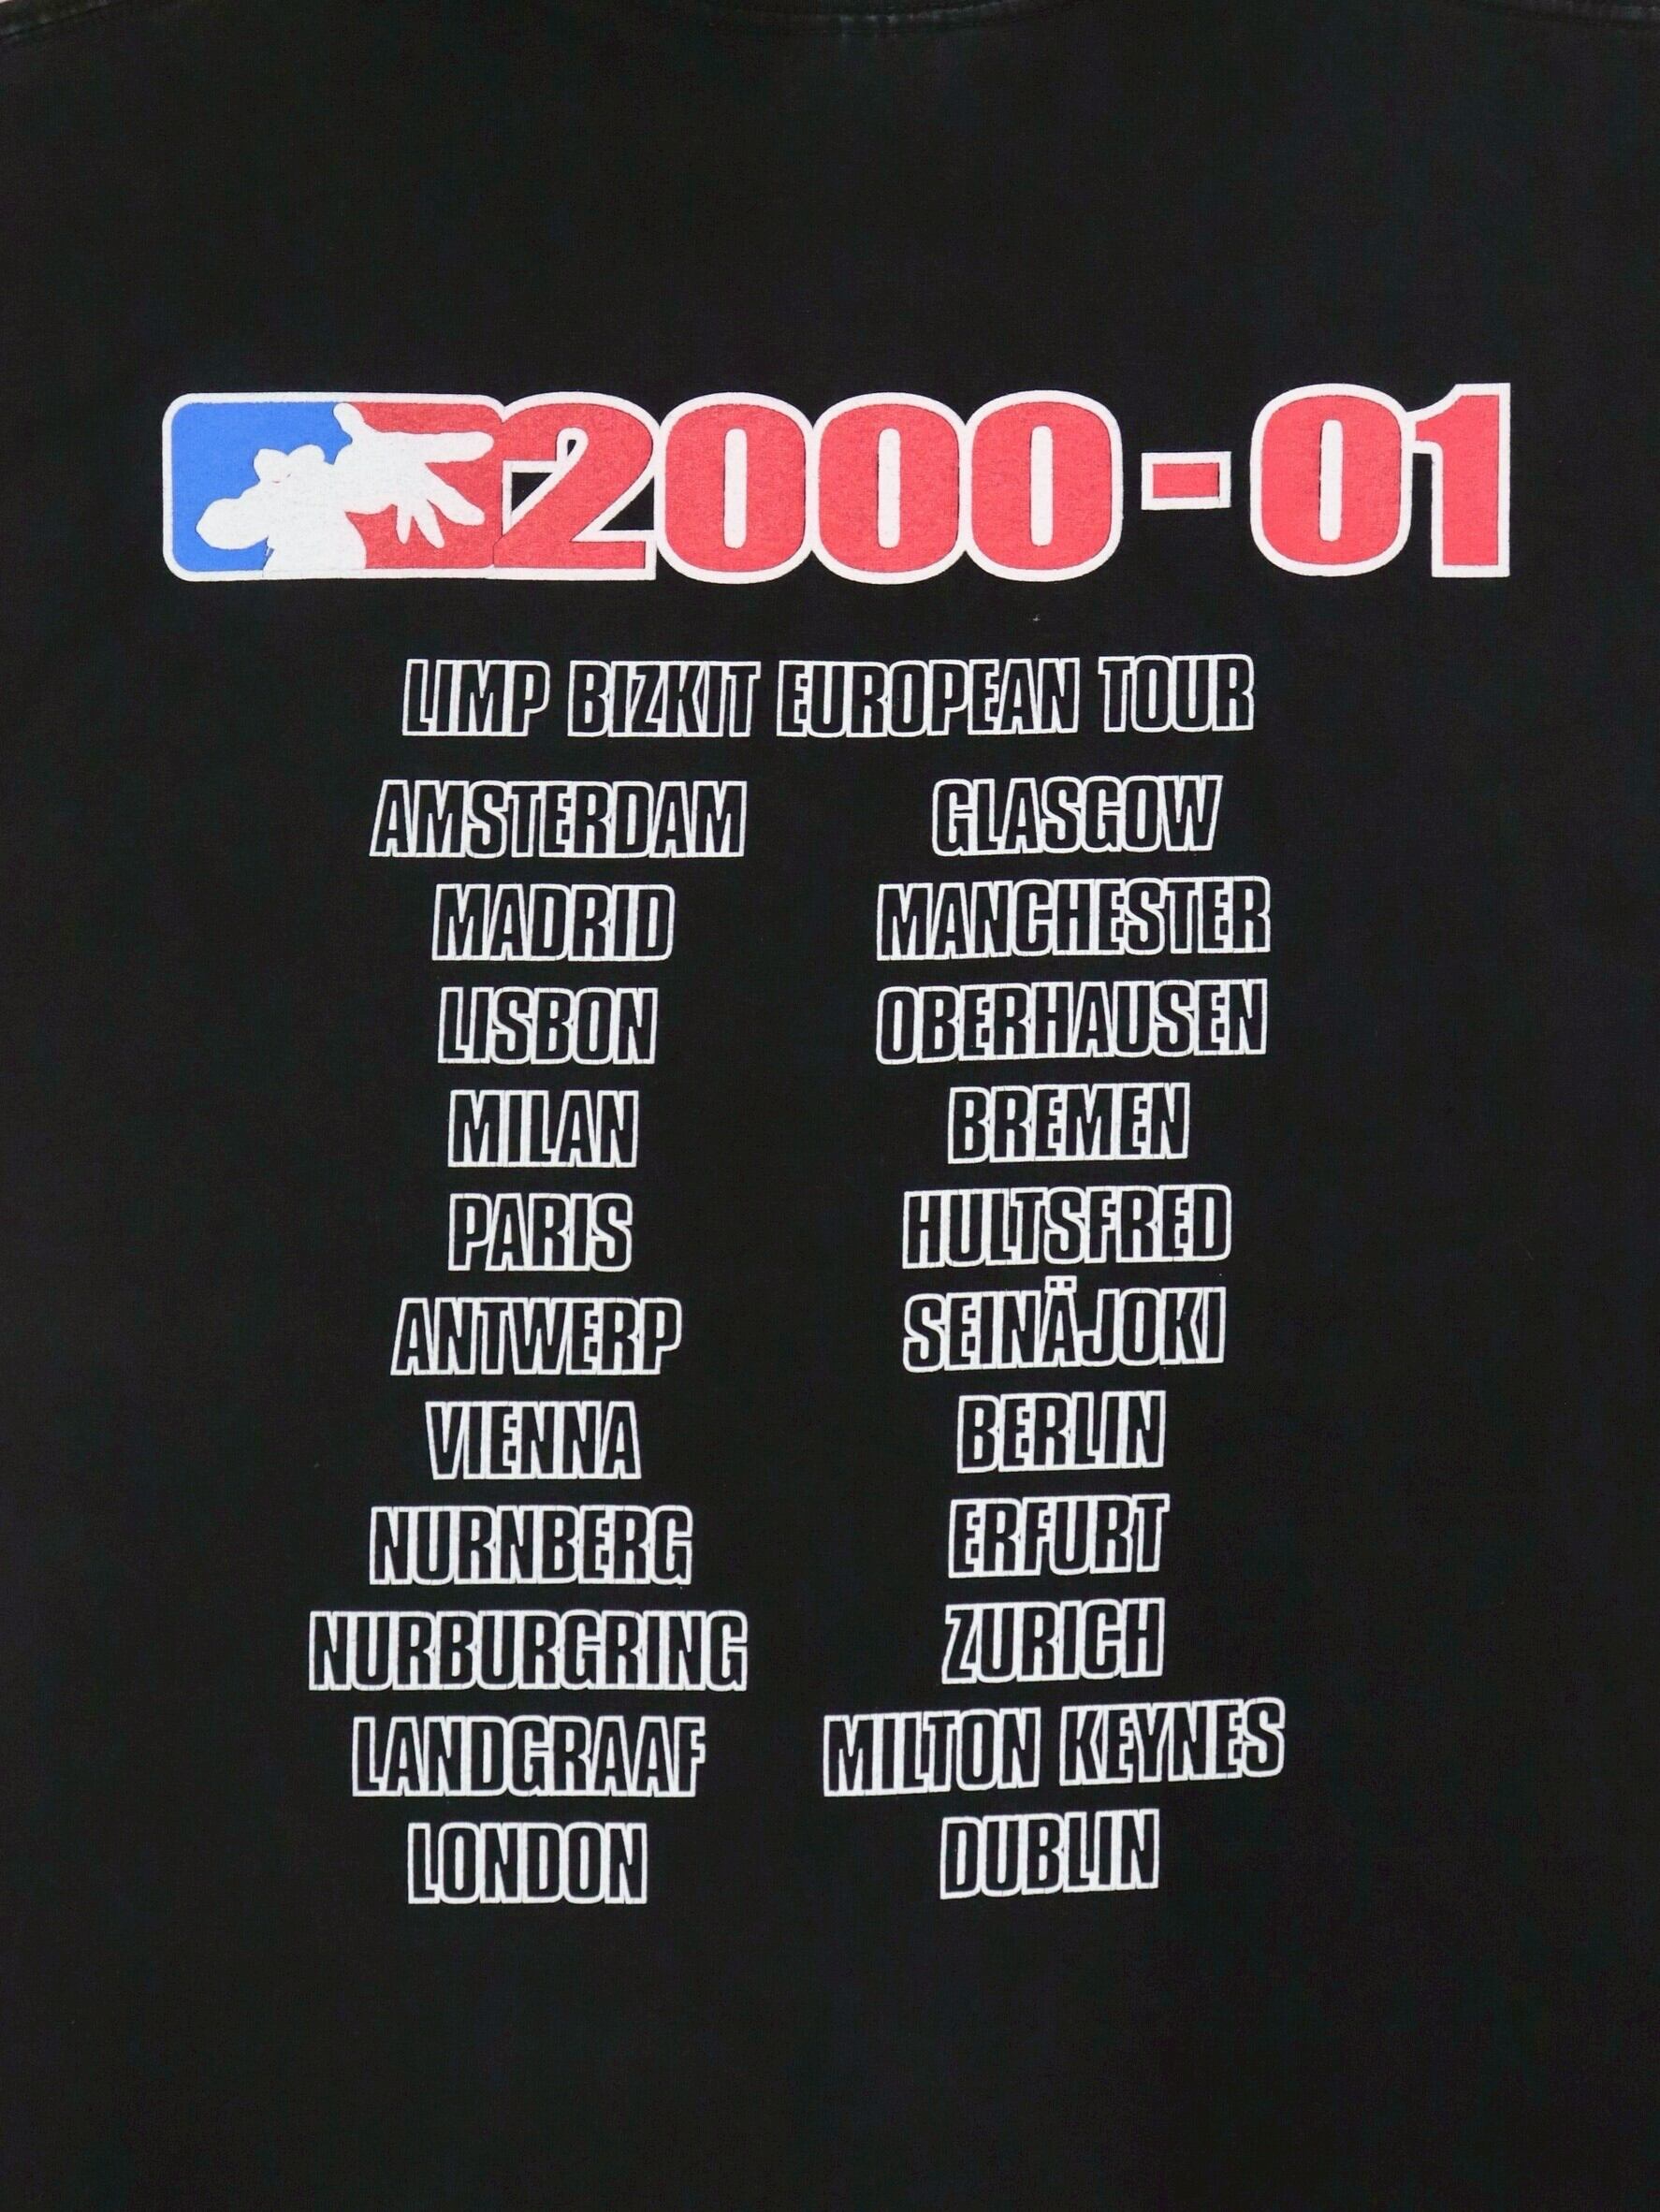 2000-01
LIMP BIZKIT EUROPEAN TOUR
AMSTERDAM
MADRID
LISBON
MILAN
PARIS
ANTWERP
VIENNA
NURNBERG
NURBURGRING
LANDGRAAF
LONDON
GLASGOW
MANCHESTER
OBERHAUSEN
BREMEN
HULTSFRED
SEINÄJOKI
BERLIN
ERFURT
ZURICH
MILTON KEYNES
DUBLIN